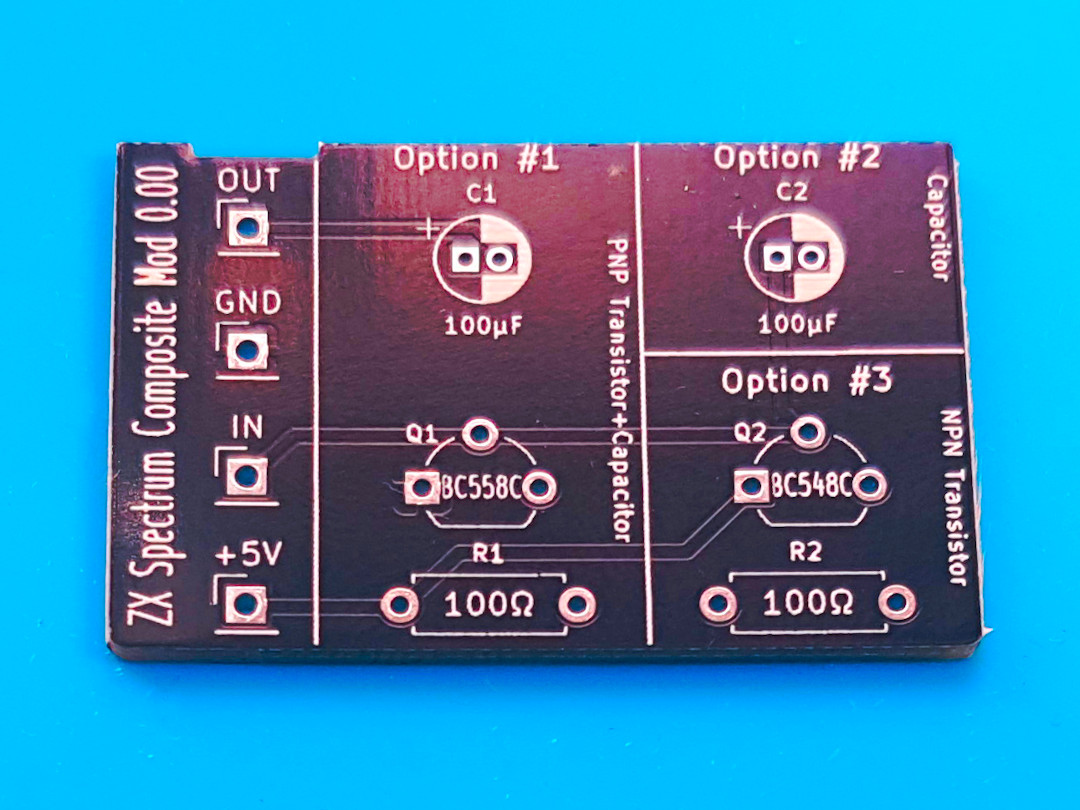 ZX Spectrum Composite Mod 0.00
OUT
GND
IN
+5V
Option #1
C1
+
100µF
PNP Transistor+Capacitor
Q1
BC558C
R1
100Ω
Option #2
C2
+
100µF
Capacitor
Option #3
Q2
BC548C
NPN Transistor
R2
100Ω